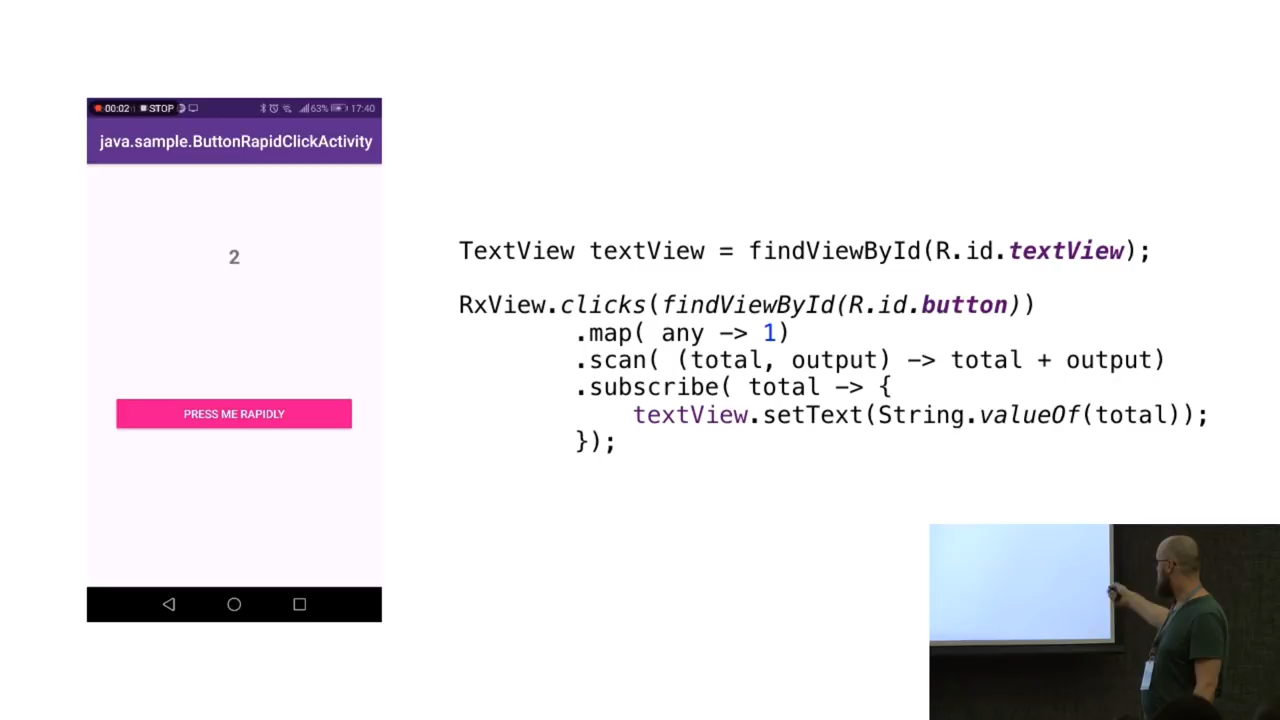 00:02 STOP 63% 17:40
java.sample.ButtonRapidClickActivity
2
PRESS ME RAPIDLY
TextView textView = findViewById(R.id.textView);
RxView.clicks(findViewById(R.id.button))
.map( any -> 1)
.scan( (total, output) -> total + output)
.subscribe( total -> {
textView.setText(String.valueOf(total));
});